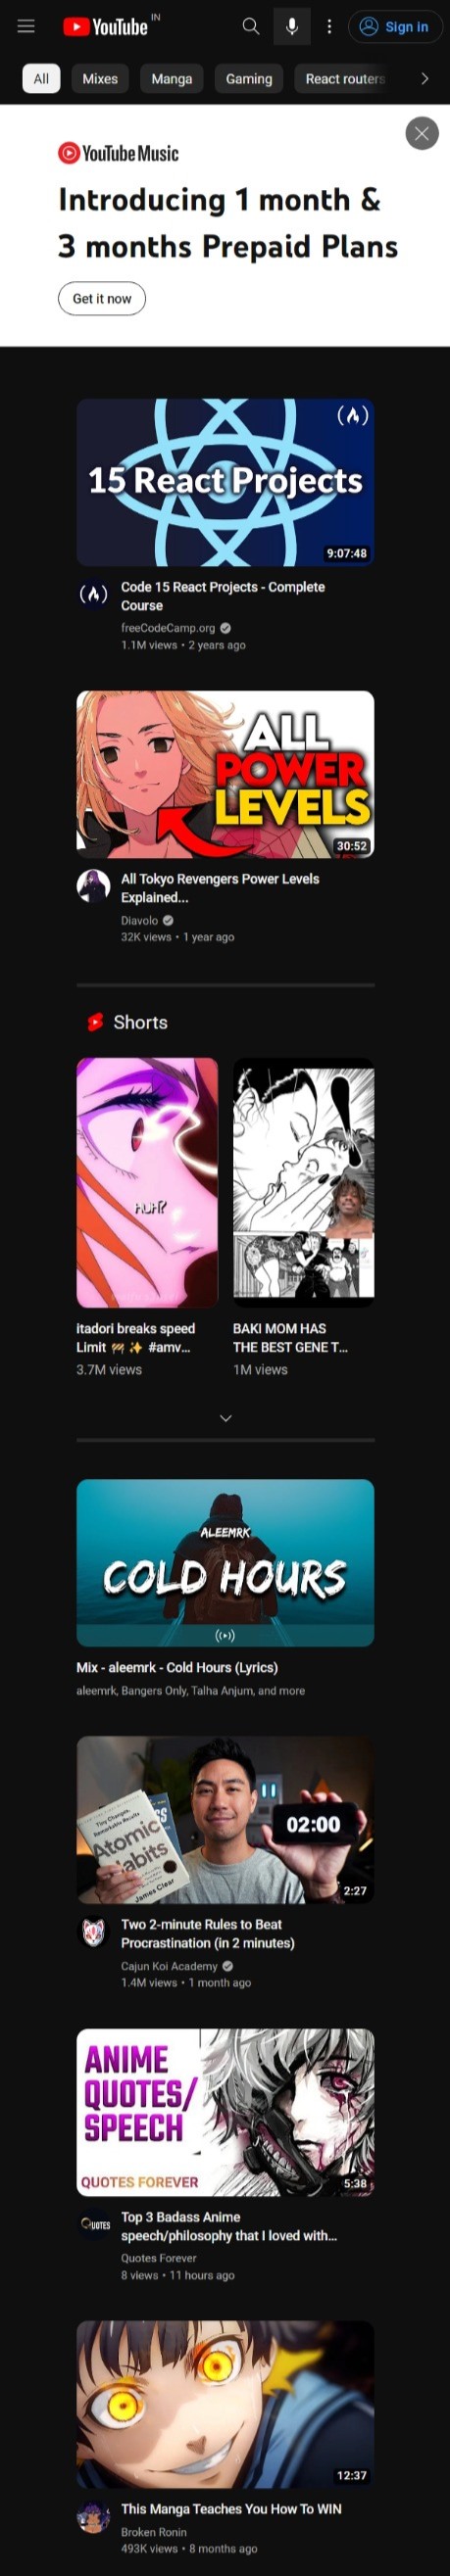 YouTube IN
Sign in
All
Mixes
Manga
Gaming
React routers
YouTube Music
Introducing 1 month &
3 months Prepaid Plans
Get it now
15 React Projects
9:07:48
Code 15 React Projects - Complete
Course
freeCodeCamp.org
1.1M views • 2 years ago
ALL
POWER
LEVELS
30:52
All Tokyo Revengers Power Levels
Explained...
Diavolo
32K views • 1 year ago
Shorts
HUH?
itadori breaks speed
Limit 🚧 ✨ #amv...
3.7M views
BAKI MOM HAS
THE BEST GENE T...
1M views
ALEEMRK
COLD HOURS
Mix - aleemrk - Cold Hours (Lyrics)
aleemrk, Bangers Only, Talha Anjum, and more
Tiny Changes,
Remarkable Results
Atomic
Habits
James Clear
02:00
2:27
Two 2-minute Rules to Beat
Procrastination (in 2 minutes)
Cajun Koi Academy
1.4M views • 1 month ago
ANIME
QUOTES/
SPEECH
QUOTES FOREVER
5:38
QUOTES
Top 3 Badass Anime
speech/philosophy that I loved with...
Quotes Forever
8 views • 11 hours ago
12:37
This Manga Teaches You How To WIN
Broken Ronin
493K views • 8 months ago